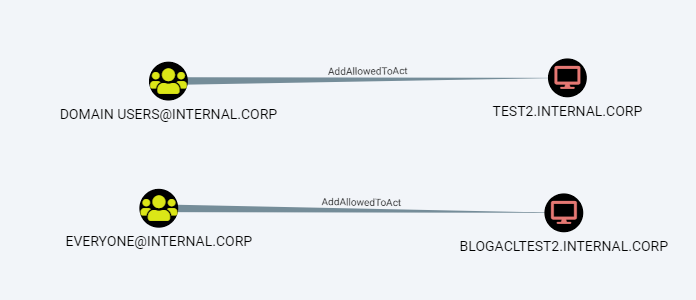 AddAllowedToAct
DOMAIN USERS@INTERNAL.CORP
TEST2.INTERNAL.CORP
AddAllowedToAct
EVERYONE@INTERNAL.CORP
BLOGACLTEST2.INTERNAL.CORP